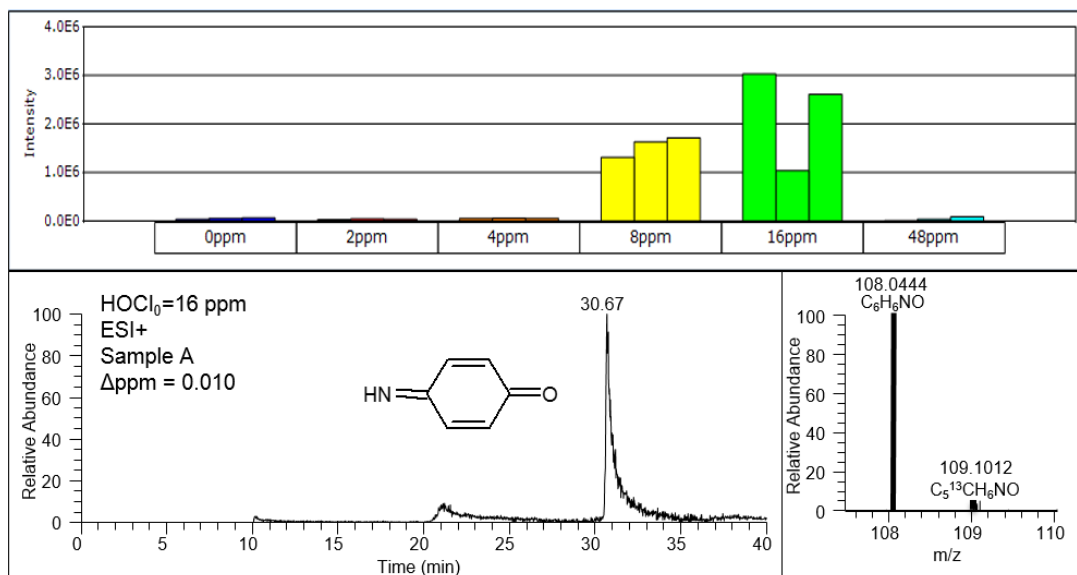 4.0E6
3.0E6
2.0E6
1.0E6
0.0E0
Intensity
0ppm 2ppm 4ppm 8ppm 16ppm 48ppm
HOCl₀=16 ppm
ESI+
Sample A
Δppm = 0.010
30.67
HN O
100
80
60
40
20
0
Relative Abundance
0 5 10 15 20 25 30 35 40
Time (min)
108.0444
C₆H₆NO
109.1012
C₅¹³CH₆NO
100
80
60
40
20
0
Relative Abundance
108 109 110
m/z